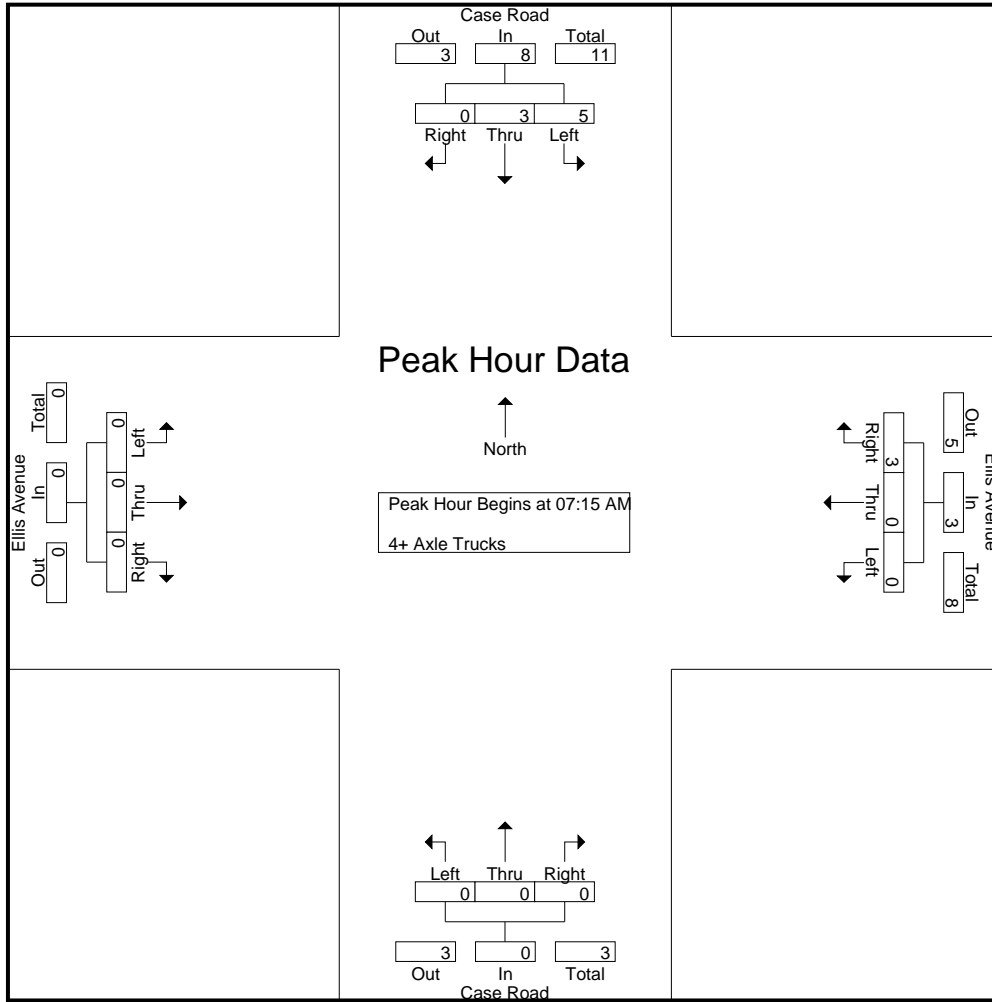 Case Road
Out In Total
3 8 11
0 3 5
Right Thru Left
Peak Hour Data
North
Peak Hour Begins at 07:15 AM
4+ Axle Trucks
Ellis Avenue
Total In Out
0 0 0
0 0 0
Left Thru Right
Right Thru Left
3 0 0
Out In Total
5 3 8
Ellis Avenue
Left Thru Right
0 0 0
3 0 3
Out In Total
Case Road